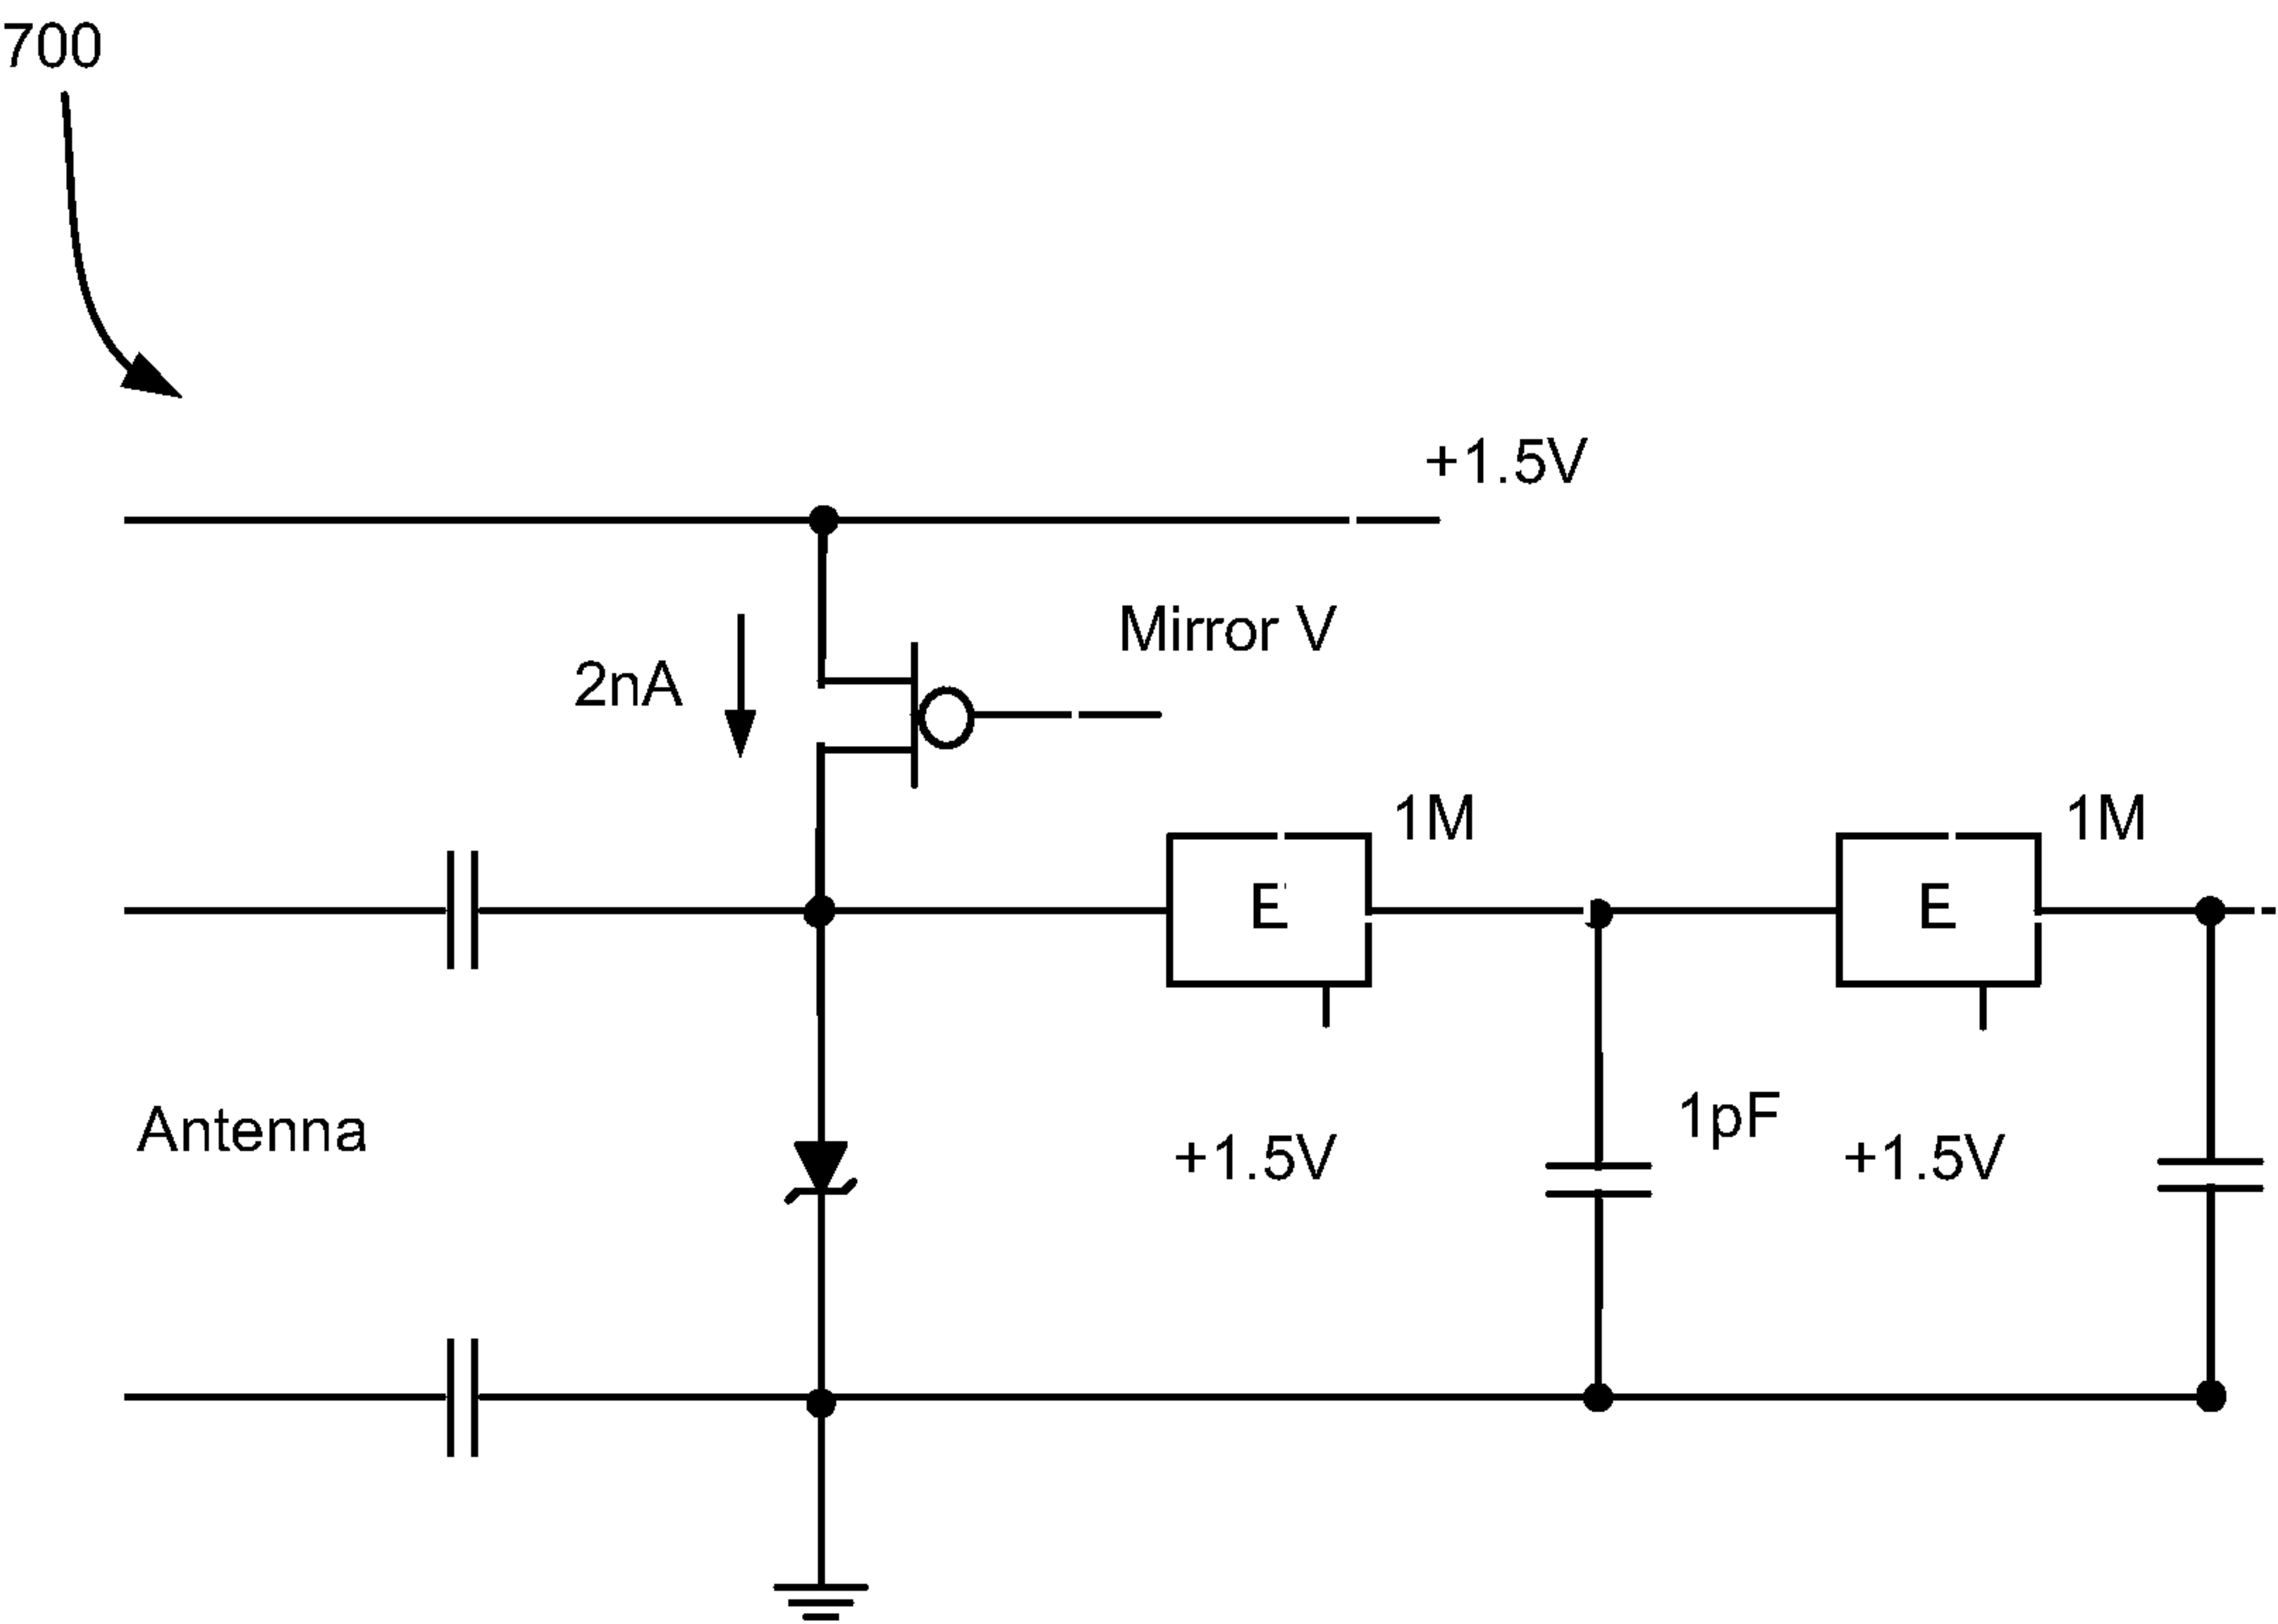 700
+1.5V
Mirror V
2nA
1M
1M
E
E
Antenna
1pF
+1.5V
+1.5V